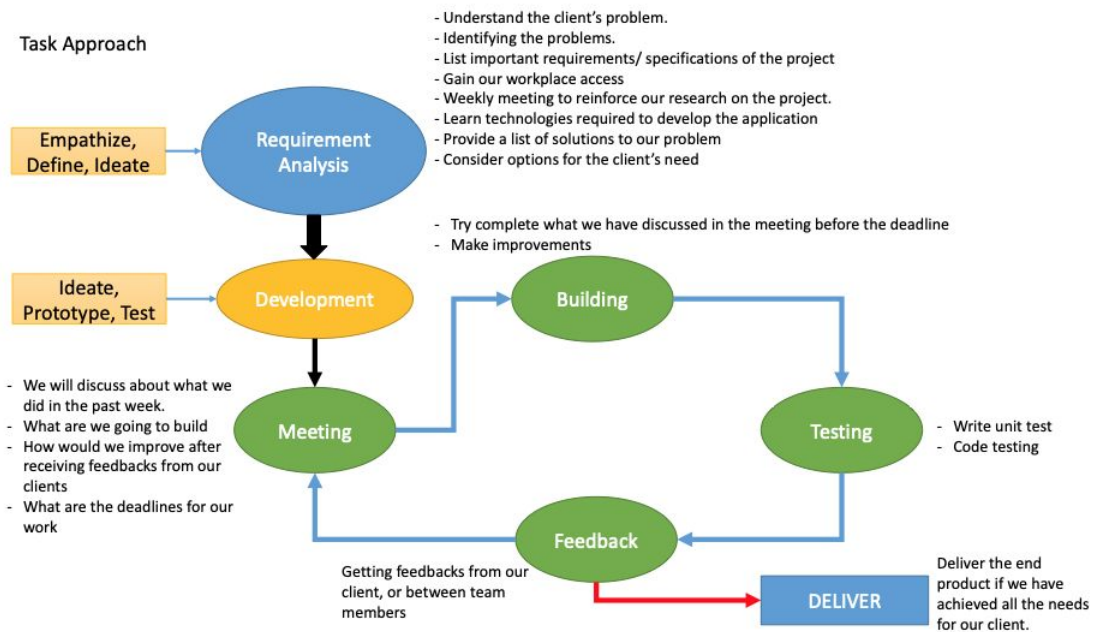 Task Approach
- Understand the client's problem.
- Identifying the problems.
- List important requirements/ specifications of the project
- Gain our workplace access
- Weekly meeting to reinforce our research on the project.
- Learn technologies required to develop the application
- Provide a list of solutions to our problem
- Consider options for the client's need
Empathize,
Define, Ideate
Requirement
Analysis
- Try complete what we have discussed in the meeting before the deadline
- Make improvements
Ideate,
Prototype, Test
Development
Building
- We will discuss about what we
did in the past week.
- What are we going to build
- How would we improve after
receiving feedbacks from our
clients
- What are the deadlines for our
work
Meeting
Testing
- Write unit test
- Code testing
Feedback
Getting feedbacks from our
client, or between team
members
DELIVER
Deliver the end
product if we have
achieved all the needs
for our client.